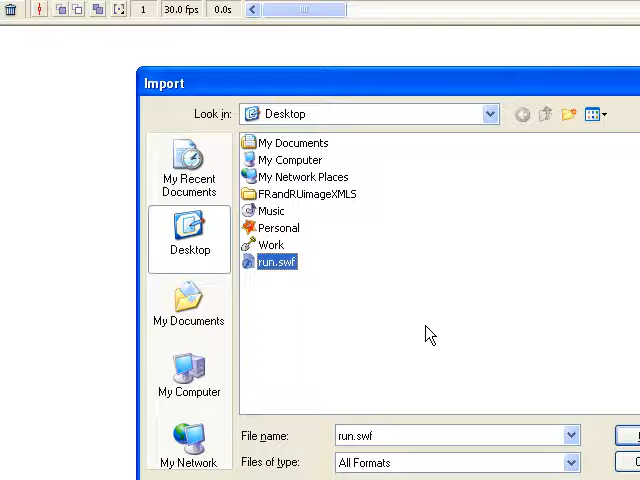 1 30.0 fps 0.0s
Import
Look in: Desktop
My Documents
My Computer
My Network Places
FRandRUimageXMLS
Music
Personal
Work
run.swf
My Recent
Documents
Desktop
My Documents
My Computer
My Network
File name: run.swf
Files of type: All Formats